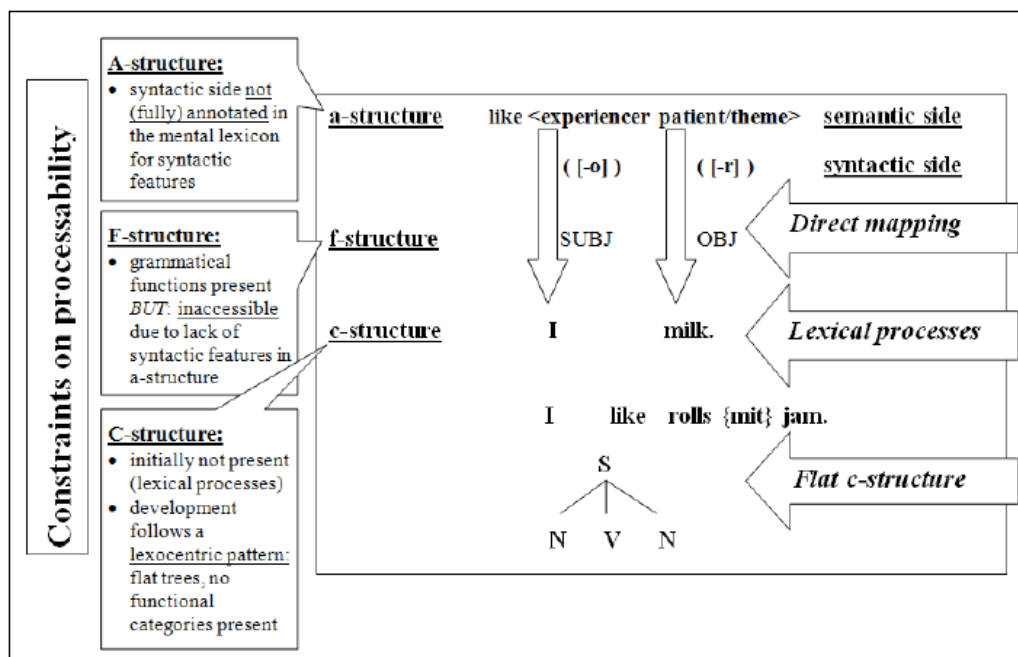 Constraints on processability
A-structure:
• syntactic side not
(fully) annotated in
the mental lexicon
for syntactic
features
F-structure:
• grammatical
functions present
BUT: inaccessible
due to lack of
syntactic features in
a-structure
C-structure:
• initially not present
(lexical processes)
• development
follows a
lexocentric pattern:
flat trees, no
functional
categories present
a-structure like <experiencer patient/theme> semantic side
( [-o] ) ( [-r] ) syntactic side
Direct mapping
f-structure SUBJ OBJ
c-structure I milk. Lexical processes
I like rolls {mit} jam.
S
Flat c-structure
N V N